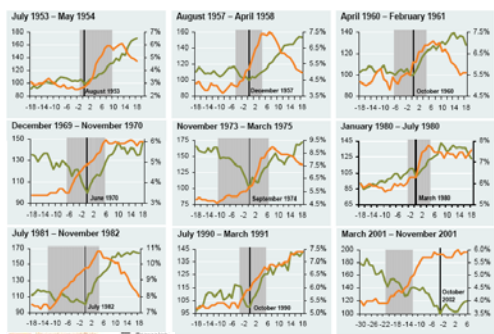 July 1953 – May 1954
180 7%
160 6%
140 5%
120 4%
100 3%
80 2%
August 1953
-18 -14 -10 -6 -2 2 6 10 14 18
August 1957 – April 1958
180 7.5%
160 6.5%
140 5.5%
120
100 4.5%
80 3.5%
December 1957
-18 -14 -10 -6 -2 2 6 10 14 18
April 1960 – February 1961
140 7.5%
120 6.5%
100 5.5%
80 4.5%
October 1960
-18 -14 -10 -6 -2 2 6 10 14 18
December 1969 – November 1970
150 6%
130 5%
110 4%
90 3%
June 1970
-18 -14 -10 -6 -2 2 6 10 14 18
November 1973 – March 1975
175 9.5%
150 8.5%
125 7.5%
6.5%
100 5.5%
75 4.5%
September 1974
-18 -14 -10 -6 -2 2 6 10 14 18
January 1980 – July 1980
145 8%
125 7%
105
85 6%
65 5%
March 1980
-18 -14 -10 -6 -2 2 6 10 14 18
July 1981 – November 1982
170 11%
150 10%
130 9%
110 8%
90 7%
July 1982
-18 -14 -10 -6 -2 2 6 10 14 18
July 1990 – March 1991
145 7.5%
135 7.0%
125 6.5%
115 6.0%
105 5.5%
95 5.0%
October 1990
-18 -14 -10 -6 -2 2 6 10 14 18
March 2001 – November 2001
200 6.0%
180 5.5%
160 5.0%
140 4.5%
120 4.0%
100 3.5%
October
2002
-30 -26 -22 -18 -14 -10 -6 -2 2 6